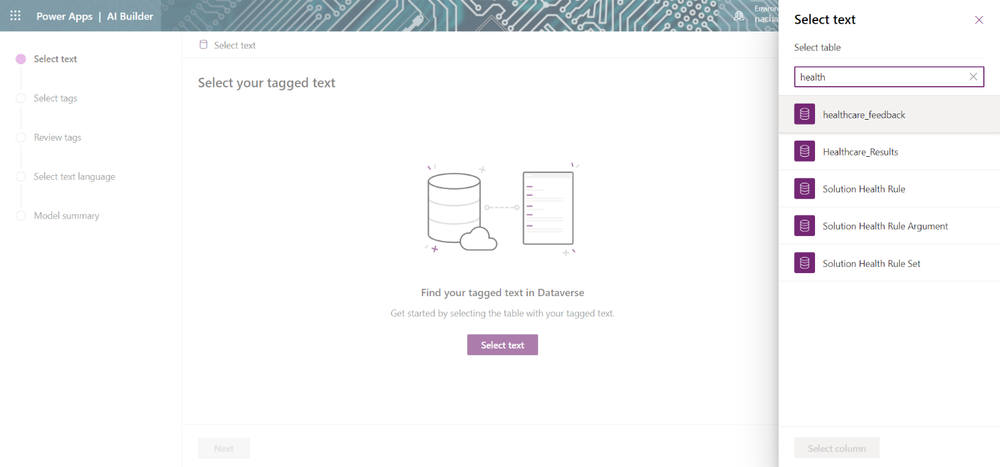 Power Apps | AI Builder
Environ
nacha
Select text
Select tags
Review tags
Select text language
Model summary
Select text
Select your tagged text
Find your tagged text in Dataverse
Get started by selecting the table with your tagged text.
Select text
Next
Select text
Select table
health
healthcare_feedback
Healthcare_Results
Solution Health Rule
Solution Health Rule Argument
Solution Health Rule Set
Select column